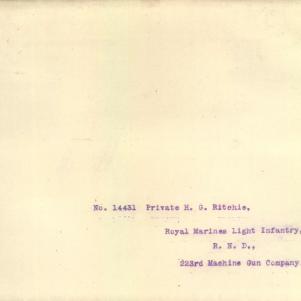 No. 14431 Private H. G. Ritchie,
Royal Marines Light Infantry,
R. N. D.,
223rd Machine Gun Company.